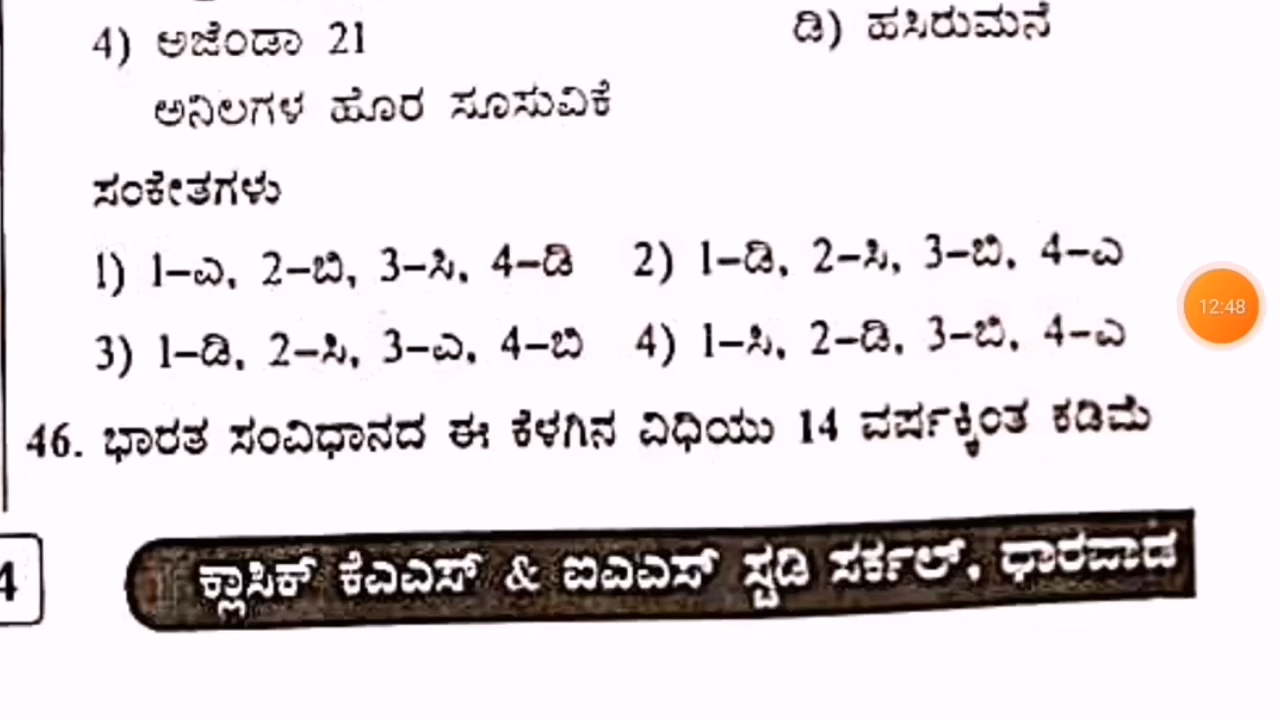 4) ಅಜೆಂಡಾ 21 ಡಿ) ಹಸಿರುಮನೆ
ಅನಿಲಗಳ ಹೊರ ಸೂಸುವಿಕೆ
ಸಂಕೇತಗಳು
1) 1–ಎ, 2–ಬಿ, 3–ಸಿ, 4–ಡಿ 2) 1–ಡಿ, 2–ಸಿ, 3–ಬಿ, 4–ಎ
3) 1–ಡಿ, 2–ಸಿ, 3–ಎ, 4–ಬಿ 4) 1–ಸಿ, 2–ಡಿ, 3–ಬಿ, 4–ಎ
12:48
46. ಭಾರತ ಸಂವಿಧಾನದ ಈ ಕೆಳಗಿನ ವಿಧಿಯು 14 ವರ್ಷಕ್ಕಿಂತ ಕಡಿಮೆ
4 ಕ್ಲಾಸಿಕ್ ಕೆಎಎಸ್ & ಐಎಎಸ್ ಸ್ಟಡಿ ಸರ್ಕಲ್, ಧಾರವಾಡ